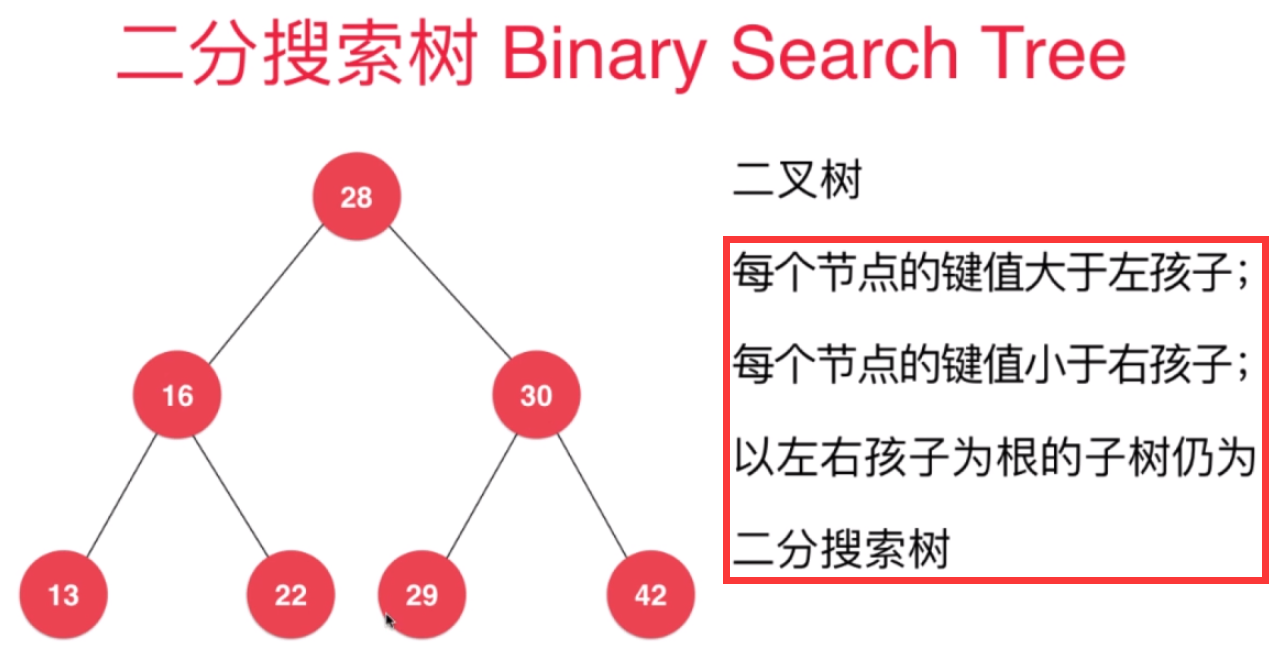 二分搜索树 Binary Search Tree
二叉树
每个节点的键值大于左孩子；
每个节点的键值小于右孩子；
以左右孩子为根的子树仍为
二分搜索树
28
16
30
13
22
29
42